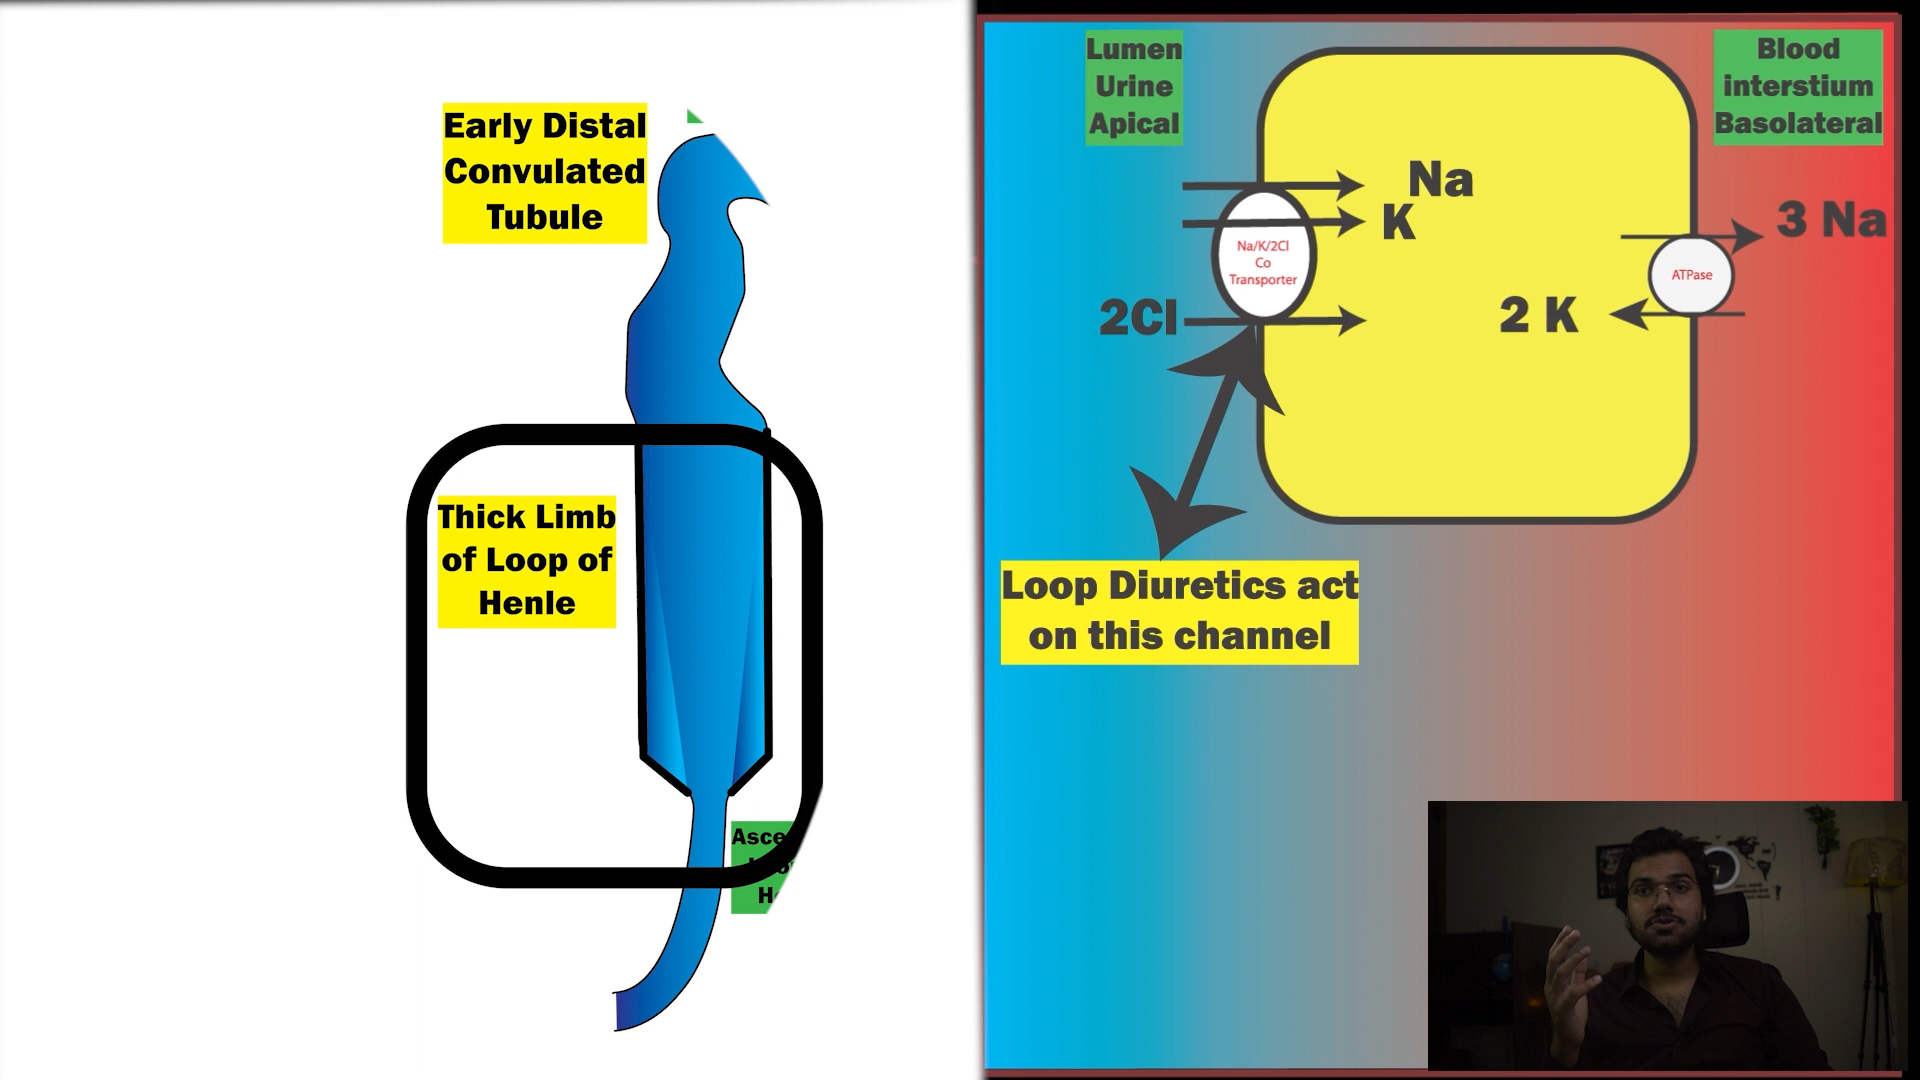 Early Distal
Convulated
Tubule
Thick Limb
of Loop of
Henle
Lumen
Urine
Apical
Blood
interstium
Basolateral
Na
K
Na/K/2Cl
Co
Transporter
2Cl
3 Na
ATPase
2 K
Loop Diuretics act
on this channel